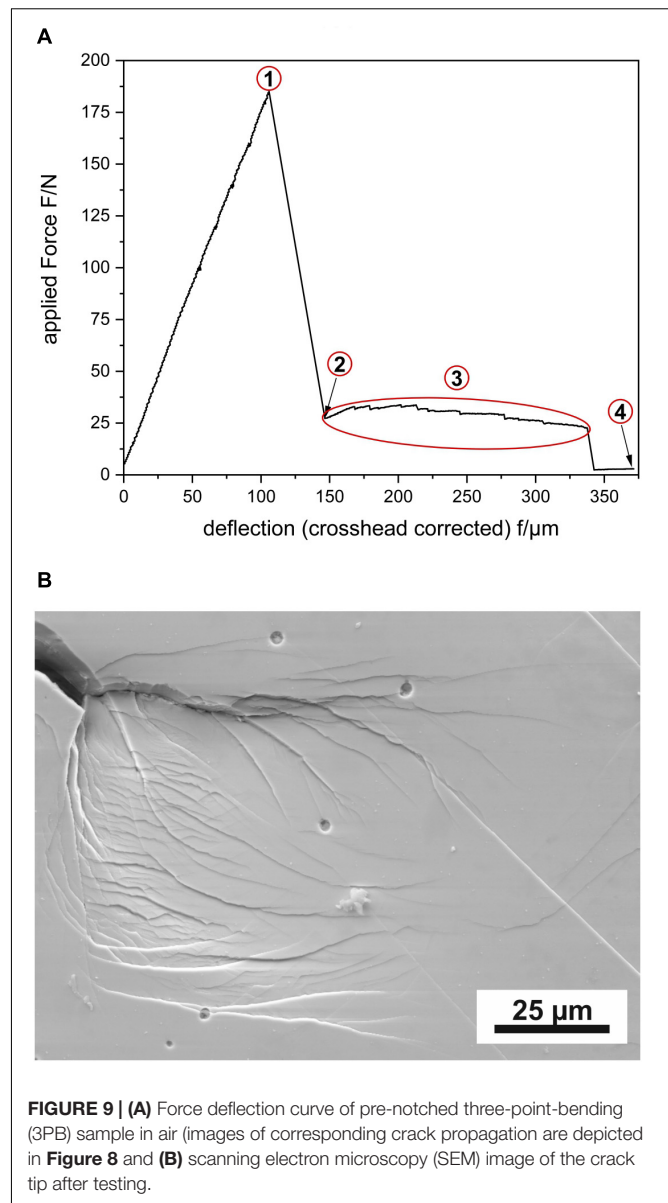 A
200
175
150
125
100
75
50
25
0
applied Force F/N
1
2
3
4
0 50 100 150 200 250 300 350
deflection (crosshead corrected) f/μm
B
25 μm
FIGURE 9 | (A) Force deflection curve of pre-notched three-point-bending
(3PB) sample in air (images of corresponding crack propagation are depicted
in Figure 8 and (B) scanning electron microscopy (SEM) image of the crack
tip after testing.